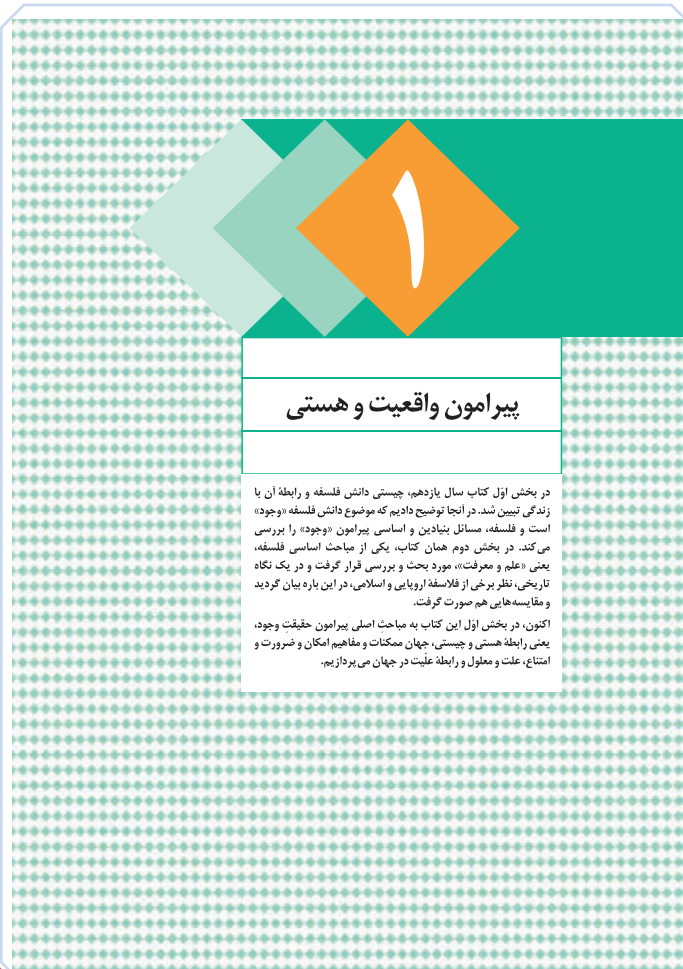 ۱
پیرامون واقعیت و هستی
در بخش اوّل کتاب سال یازدهم، چیستی دانش فلسفه و رابطهٔ آن با
زندگی تبیین شد. در آنجا توضیح دادیم که موضوع دانش فلسفه «وجود»
است و فلسفه، مسائل بنیادین و اساسی پیرامون «وجود» را بررسی
می‌کند. در بخش دوم همان کتاب، یکی از مباحث اساسی فلسفه،
یعنی «علم و معرفت»، مورد بحث و بررسی قرار گرفت و در یک نگاه
تاریخی، نظر برخی از فلاسفهٔ اروپایی و اسلامی، در این باره بیان گردید
و مقایسه‌هایی هم صورت گرفت.
اکنون، در بخش اوّل این کتاب به مباحثِ اصلی پیرامون حقیقتِ وجود،
یعنی رابطهٔ هستی و چیستی، جهان ممکنات و مفاهیم امکان و ضرورت و
امتناع، علت و معلول و رابطهٔ علّیت در جهان می‌پردازیم.